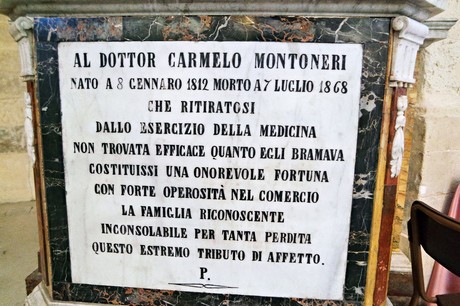 AL DOTTOR CARMELO MONTONERI
NATO A 8 GENNARO 1812 MORTO A 7 LUGLIO 1868
CHE RITIRATOSI
DALLO ESERCIZIO DELLA MEDICINA
NON TROVATA EFFICACE QUANTO EGLI BRAMAVA
COSTITUISSI UNA ONOREVOLE FORTUNA
CON FORTE OPEROSITÀ NEL COMERCIO
LA FAMIGLIA RICONOSCENTE
INCONSOLABILE PER TANTA PERDITA
QUESTO ESTREMO TRIBUTO DI AFFETTO.
P.